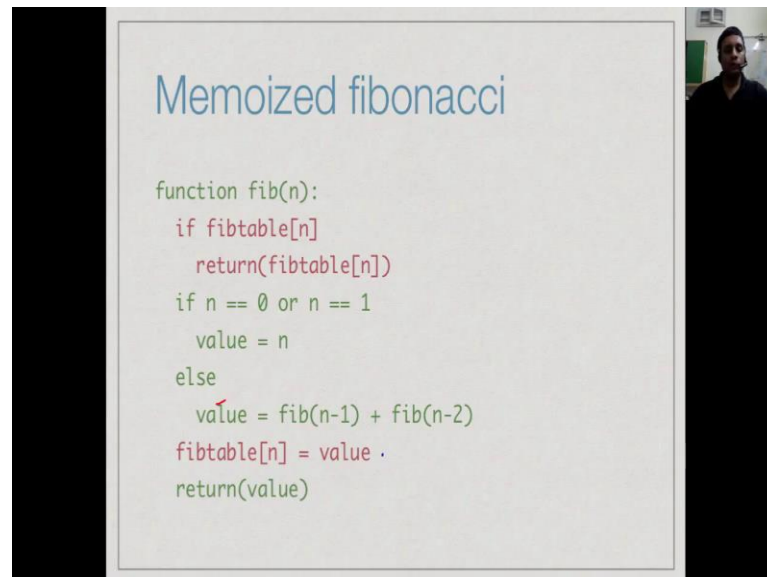 Memoized fibonacci
function fib(n):
if fibtable[n]
return(fibtable[n])
if n == 0 or n == 1
value = n
else
value = fib(n-1) + fib(n-2)
fibtable[n] = value
return(value)